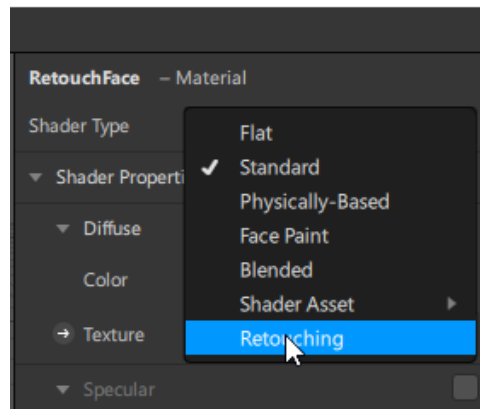 RetouchFace – Material
Shader Type
Flat
Standard
Shader Properti
Physically-Based
Diffuse
Face Paint
Blended
Color
Shader Asset
Texture
Retouching
Specular